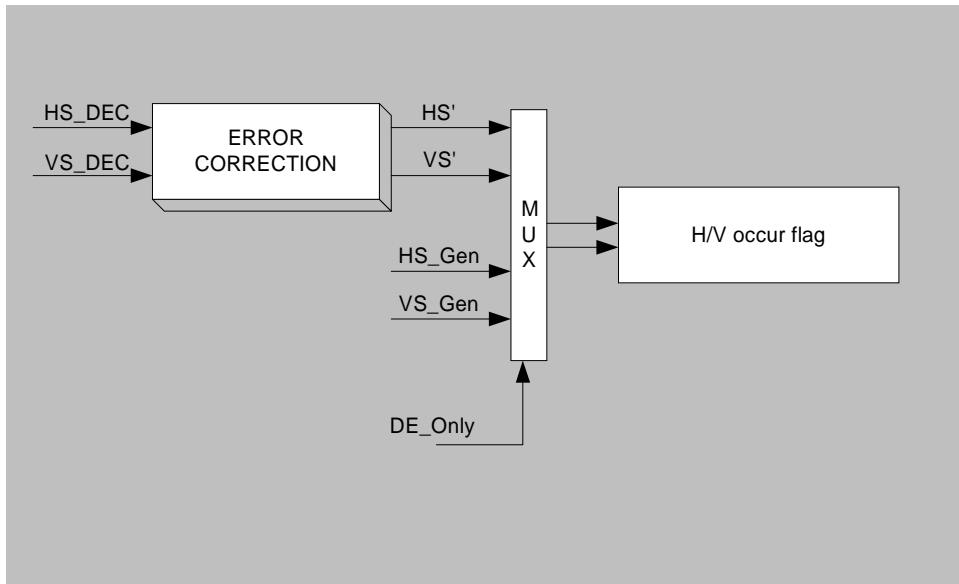 HS_DEC
VS_DEC
ERROR
CORRECTION
HS'
VS'
HS_Gen
VS_Gen
M
U
X
H/V occur flag
DE_Only